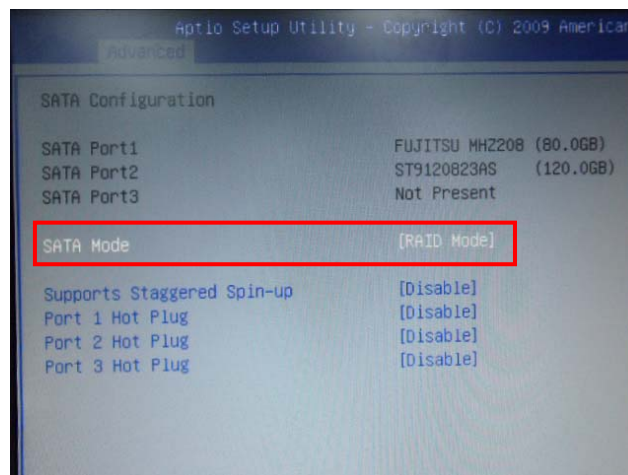 Aptio Setup Utility - Copyright (C) 2009 American
Advanced
SATA Configuration
SATA Port1 FUJITSU MHZ208 (80.0GB)
SATA Port2 ST9120823AS (120.0GB)
SATA Port3 Not Present
SATA Mode [RAID Mode]
Supports Staggered Spin-up [Disable]
Port 1 Hot Plug [Disable]
Port 2 Hot Plug [Disable]
Port 3 Hot Plug [Disable]